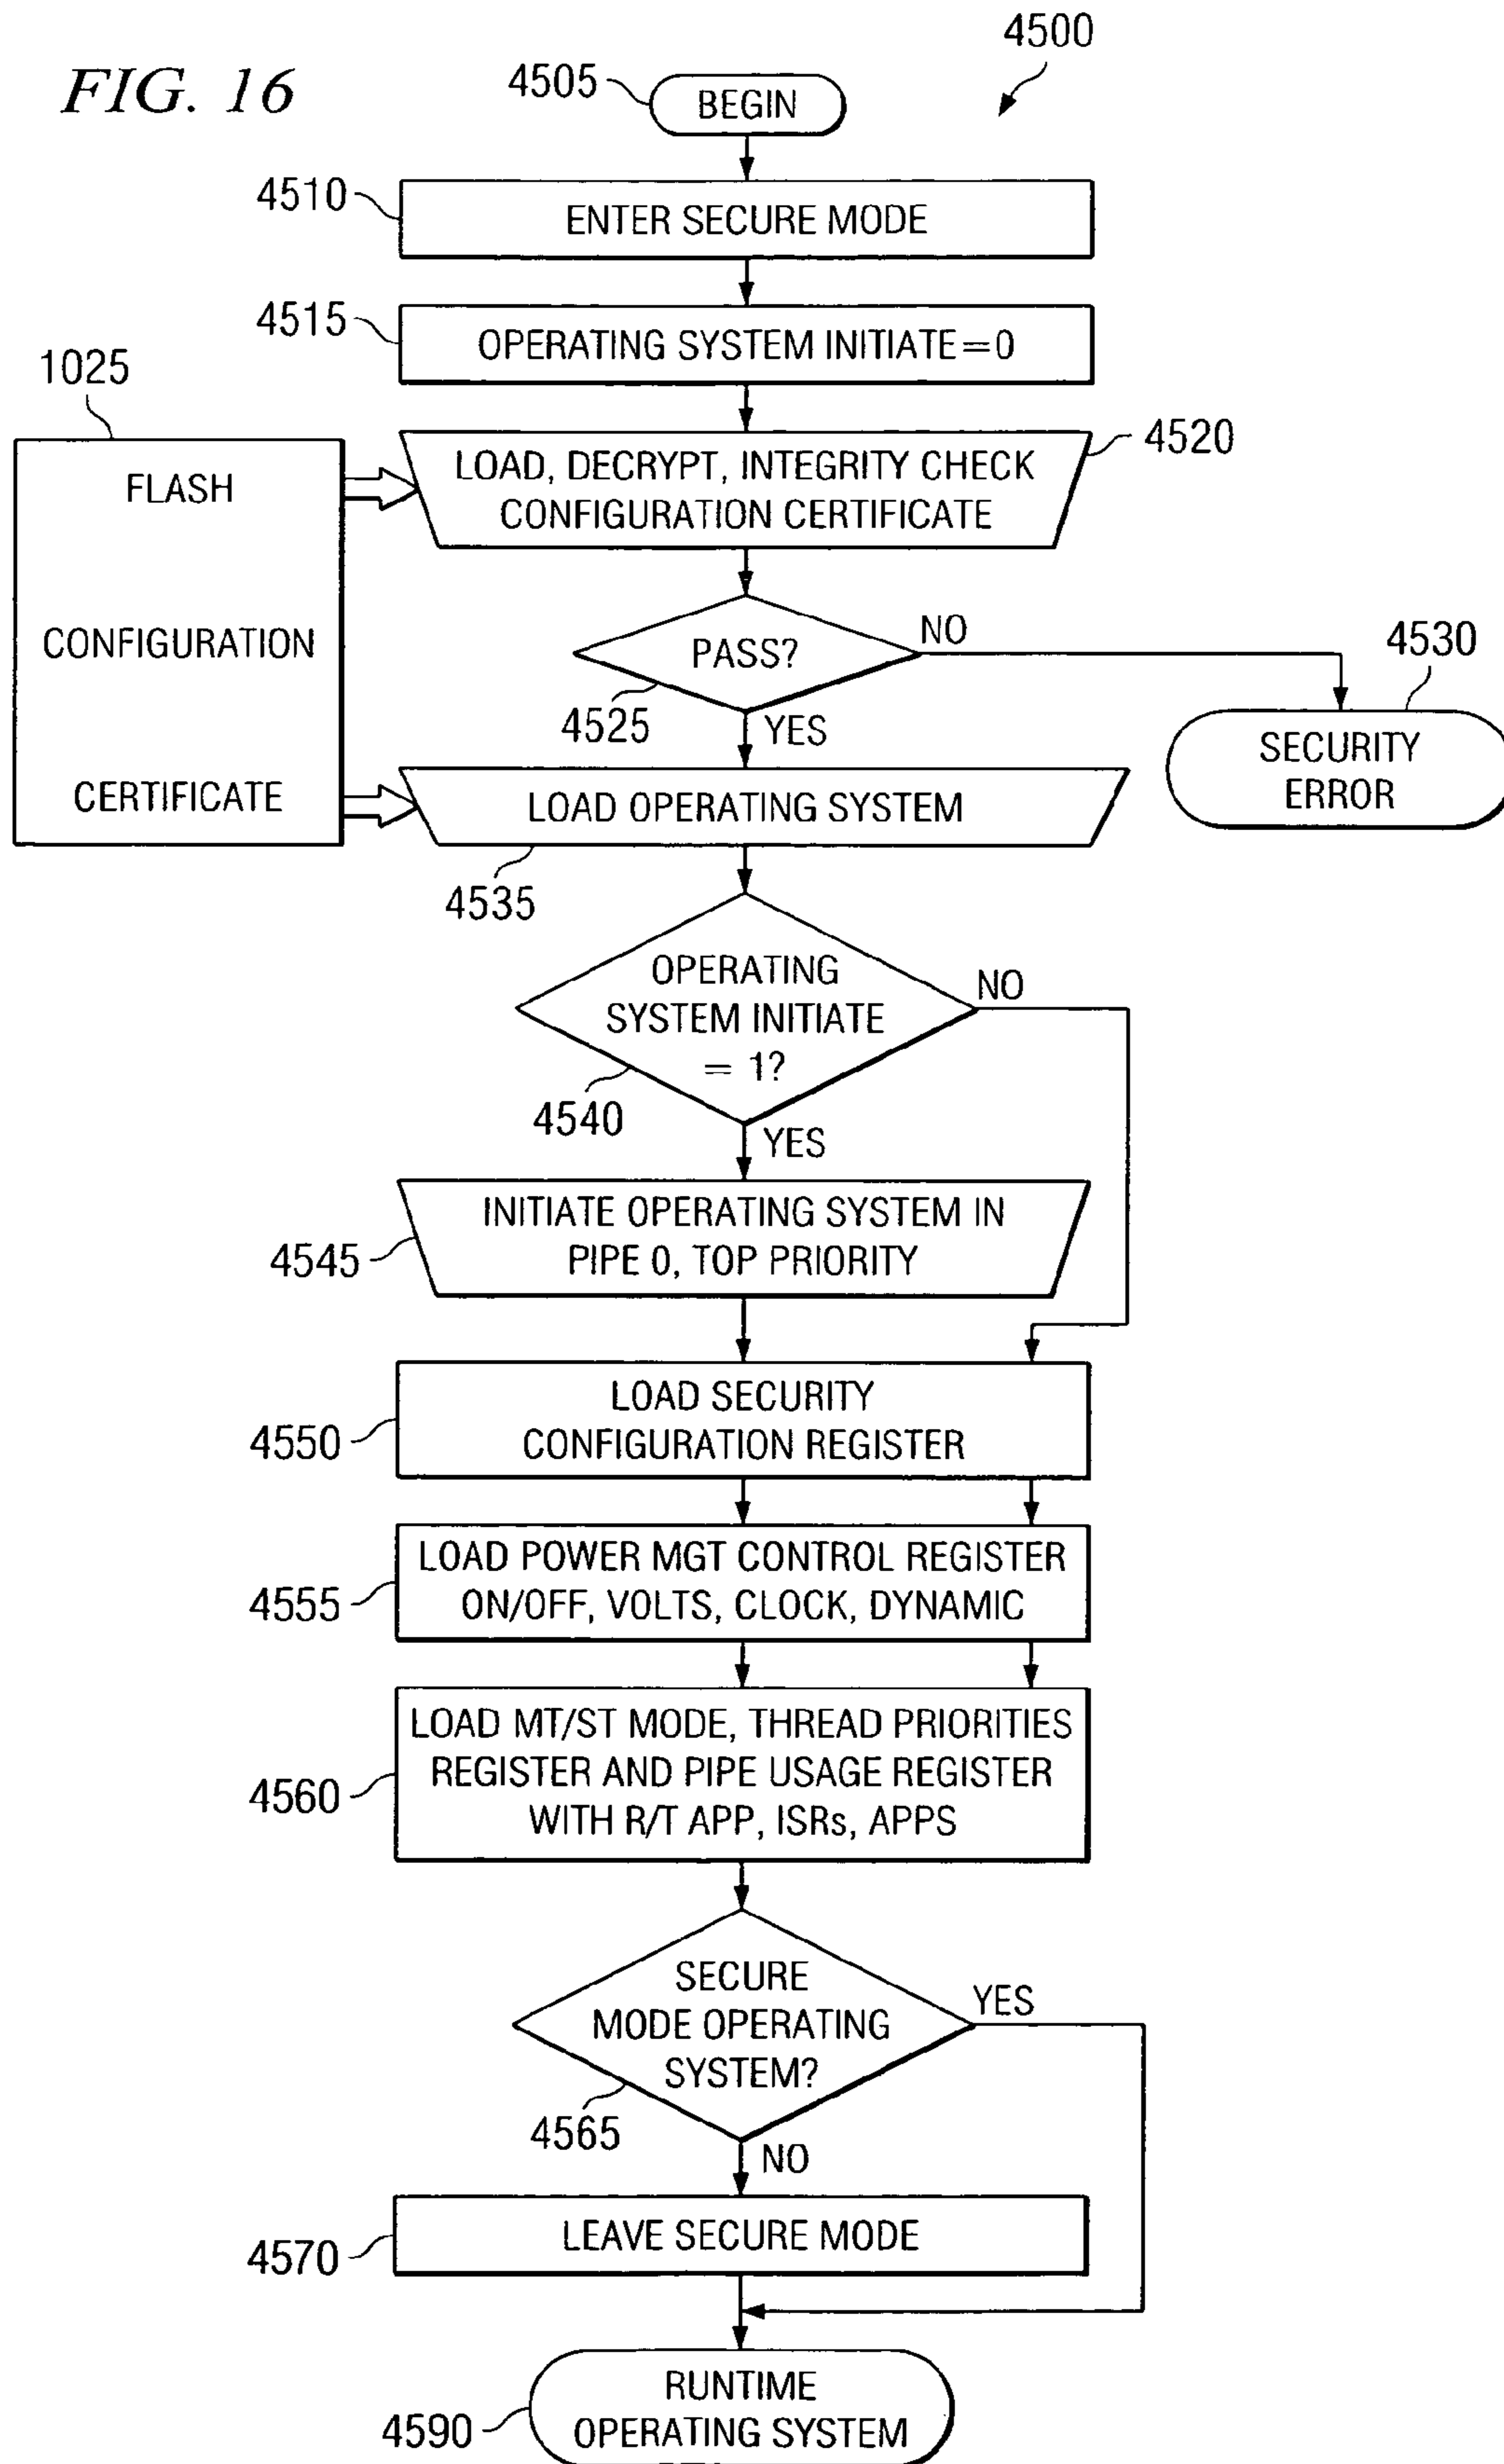 FIG. 16
4500
4505
BEGIN
4510
ENTER SECURE MODE
4515
OPERATING SYSTEM INITIATE=0
1025
FLASH
CONFIGURATION
CERTIFICATE
4520
LOAD, DECRYPT, INTEGRITY CHECK
CONFIGURATION CERTIFICATE
PASS?
NO
4525
YES
4530
SECURITY
ERROR
LOAD OPERATING SYSTEM
4535
OPERATING
SYSTEM INITIATE
= 1?
NO
4540
YES
4545
INITIATE OPERATING SYSTEM IN
PIPE 0, TOP PRIORITY
4550
LOAD SECURITY
CONFIGURATION REGISTER
4555
LOAD POWER MGT CONTROL REGISTER
ON/OFF, VOLTS, CLOCK, DYNAMIC
4560
LOAD MT/ST MODE, THREAD PRIORITIES
REGISTER AND PIPE USAGE REGISTER
WITH R/T APP, ISRs, APPS
SECURE
MODE OPERATING
SYSTEM?
YES
4565
NO
4570
LEAVE SECURE MODE
4590
RUNTIME
OPERATING SYSTEM